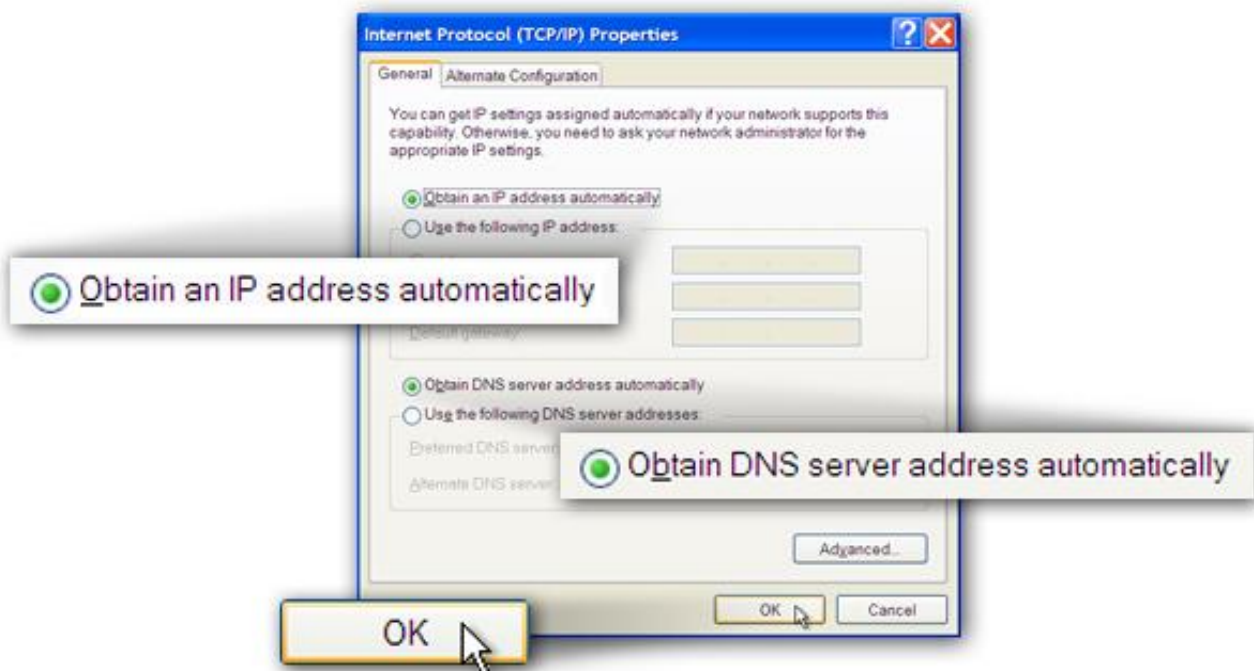 Internet Protocol (TCP/IP) Properties
General
Alternate Configuration
You can get IP settings assigned automatically if your network supports this
capability. Otherwise, you need to ask your network administrator for the
appropriate IP settings.
Obtain an IP address automatically
Use the following IP address:
Obtain an IP address automatically
Default gateway:
Obtain DNS server address automatically
Use the following DNS server addresses:
Preferred DNS server
Obtain DNS server address automatically
Alternate DNS server
Advanced...
OK
Cancel
OK